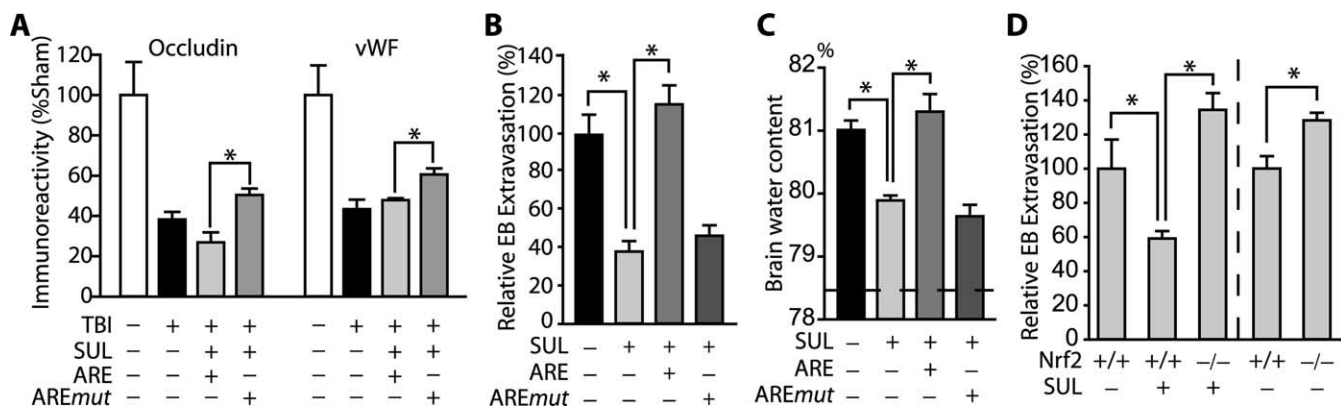 A
Occludin
vWF
Immunoreactivity (%Sham)
120
100
80
60
40
20
0
*
*
TBI − + + + − + + +
SUL − − + + − − + +
ARE − − + − − − + −
AREmut − − − + − − − +
B
Relative EB Extravasation (%)
140
120
100
80
60
40
20
0
*
*
SUL − + + +
ARE − − + −
AREmut − − − +
C
%
Brain water content
82
81
80
79
78
*
*
SUL − + + +
ARE − − + −
AREmut − − − +
D
Relative EB Extravasation (%)
160
140
120
100
80
60
40
20
0
*
*
*
Nrf2 +/+ +/+ −/− +/+ −/−
SUL − + + − −